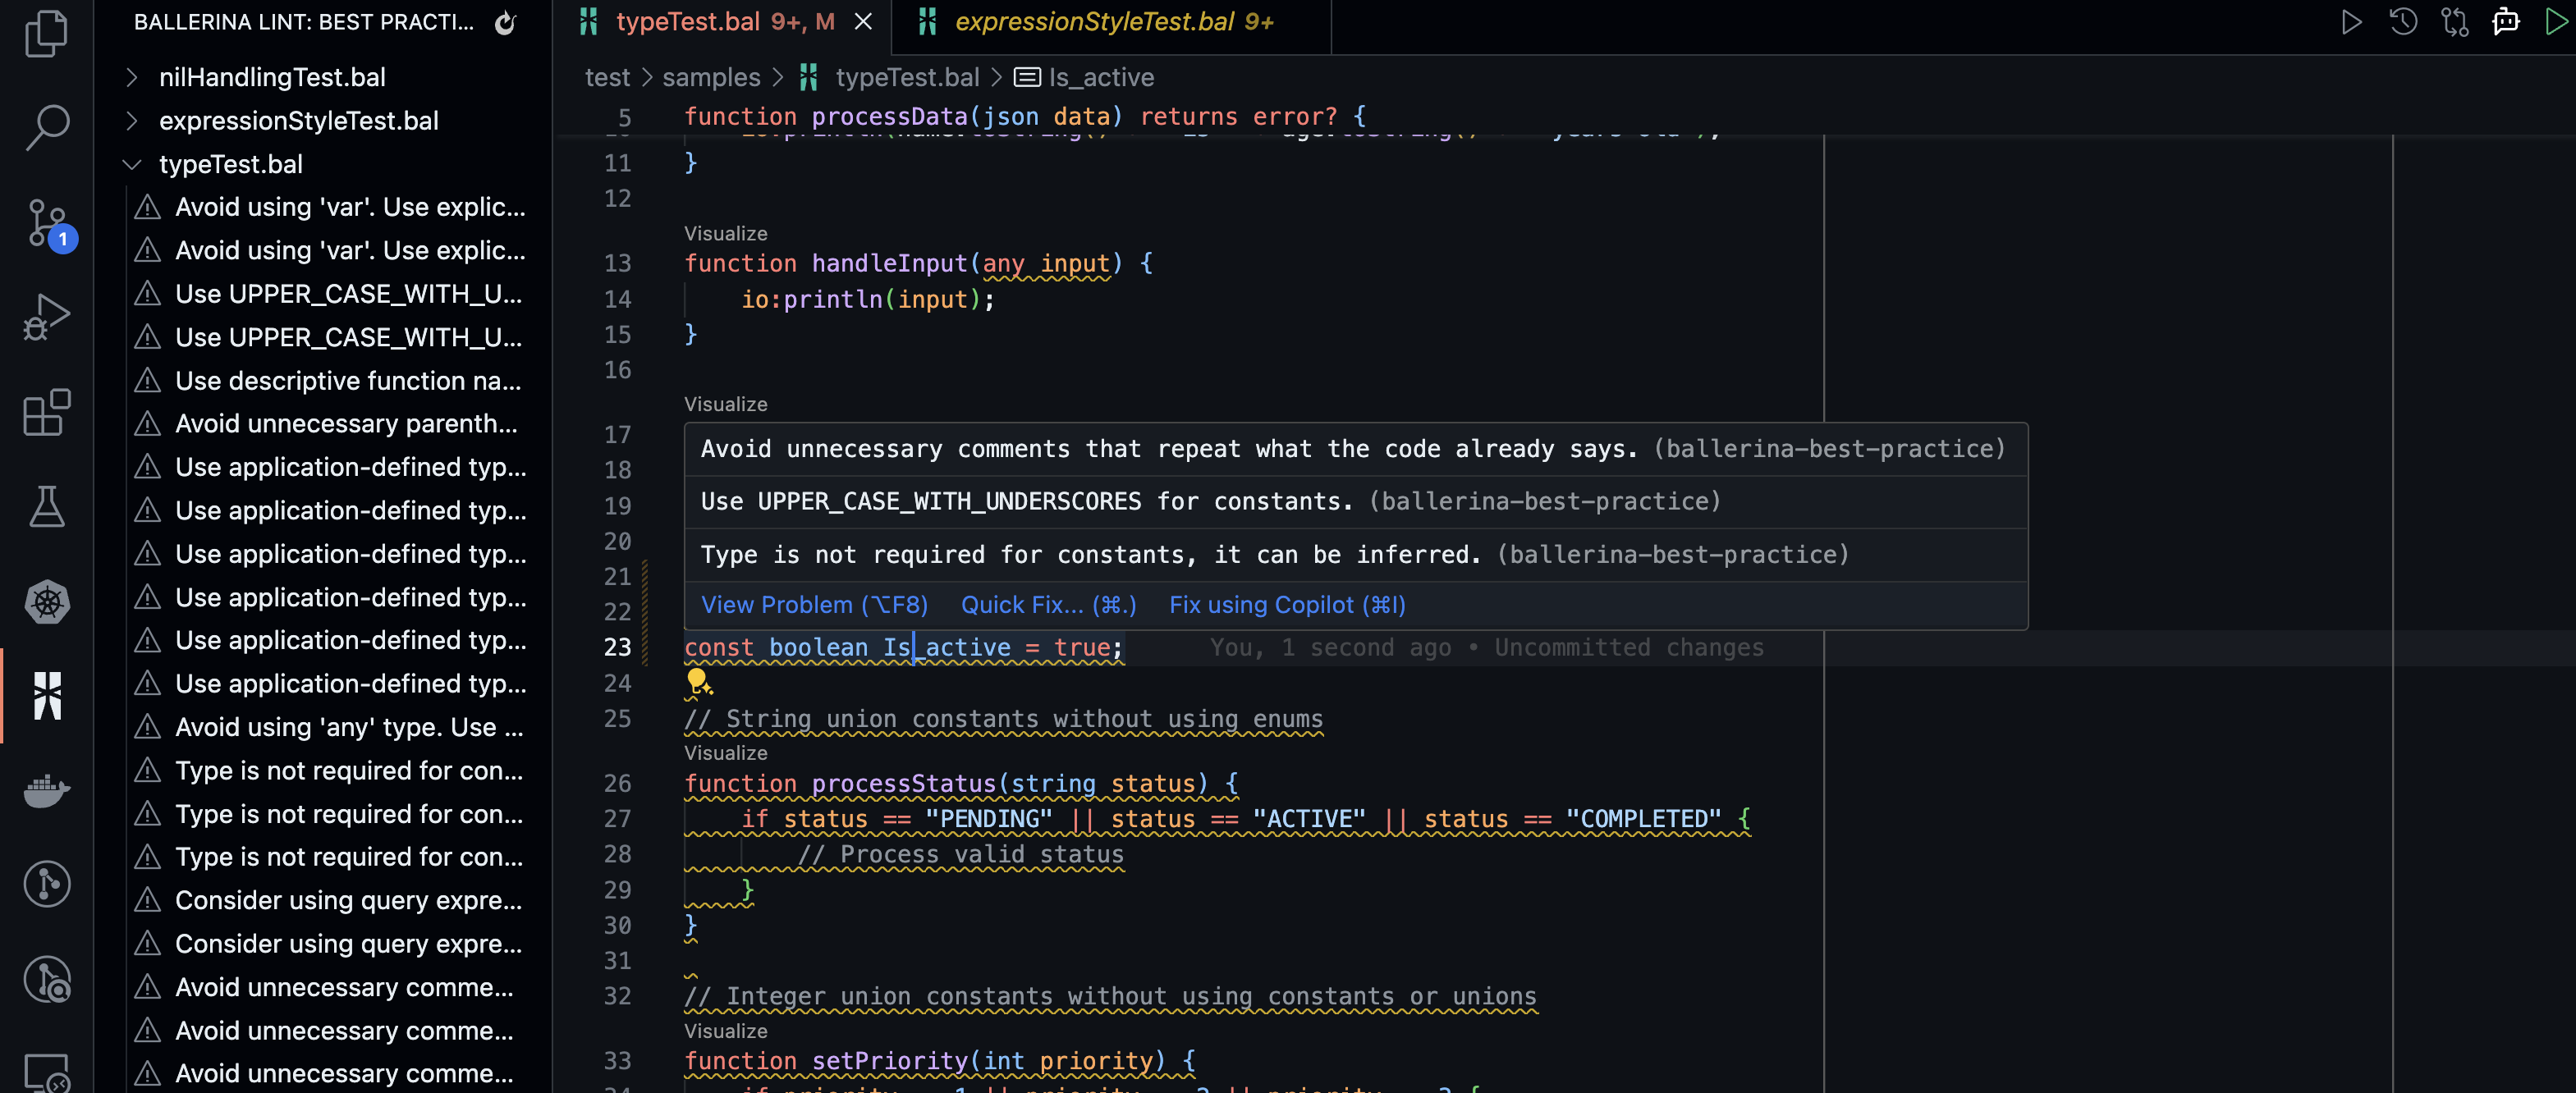 BALLERINA LINT: BEST PRACTI...
nilHandlingTest.bal
expressionStyleTest.bal
typeTest.bal
Avoid using 'var'. Use explic...
Avoid using 'var'. Use explic...
Use UPPER_CASE_WITH_U...
Use UPPER_CASE_WITH_U...
Use descriptive function na...
Avoid unnecessary parenth...
Use application-defined typ...
Use application-defined typ...
Use application-defined typ...
Use application-defined typ...
Use application-defined typ...
Use application-defined typ...
Avoid using 'any' type. Use ...
Type is not required for con...
Type is not required for con...
Type is not required for con...
Consider using query expre...
Consider using query expre...
Avoid unnecessary comme...
Avoid unnecessary comme...
Avoid unnecessary comme...
1
typeTest.bal 9+, M
expressionStyleTest.bal 9+
test > samples > typeTest.bal > Is_active
5 function processData(json data) returns error? {
11 }
12
Visualize
13 function handleInput(any input) {
14 io:println(input);
15 }
16
Visualize
17
18
19
20
21
22
Avoid unnecessary comments that repeat what the code already says. (ballerina-best-practice)
Use UPPER_CASE_WITH_UNDERSCORES for constants. (ballerina-best-practice)
Type is not required for constants, it can be inferred. (ballerina-best-practice)
View Problem (⌥F8) Quick Fix... (⌘.) Fix using Copilot (⌘I)
23 const boolean Is_active = true; You, 1 second ago • Uncommitted changes
24
25 // String union constants without using enums
Visualize
26 function processStatus(string status) {
27 if status == "PENDING" || status == "ACTIVE" || status == "COMPLETED" {
28 // Process valid status
29 }
30 }
31
32 // Integer union constants without using constants or unions
Visualize
33 function setPriority(int priority) {